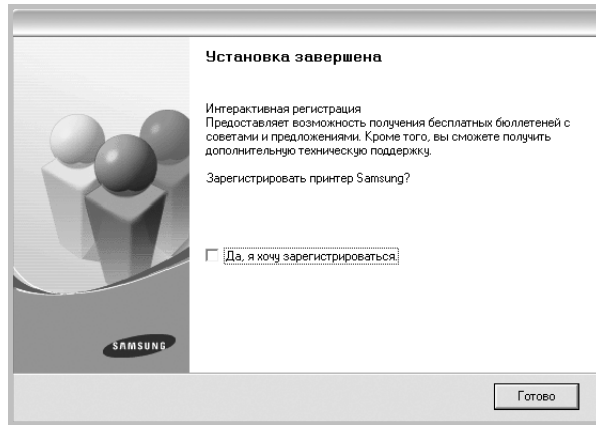 Установка завершена
Интерактивная регистрация
Предоставляет возможность получения бесплатных бюллетеней с
советами и предложениями. Кроме того, вы сможете получить
дополнительную техническую поддержку.
Зарегистрировать принтер Samsung?
Да, я хочу зарегистрироваться.
SAMSUNG
Готово